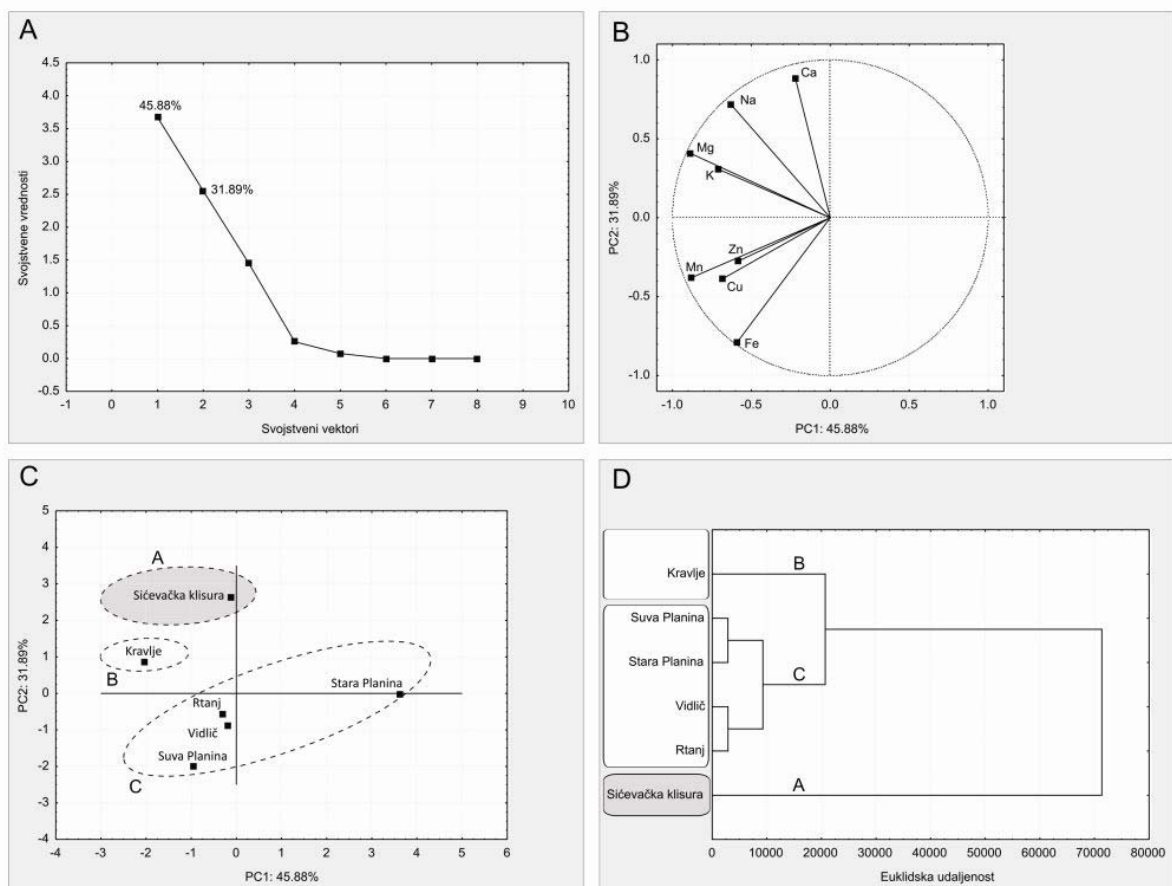 A
4.5
4.0
3.5
3.0
2.5
2.0
1.5
1.0
0.5
0.0
-0.5
45.88%
31.89%
-1 0 1 2 3 4 5 6 7 8 9 10
Svojstvene vrednosti
Svojstveni vektori
B
1.0
0.5
0.0
-0.5
-1.0
Ca
Na
Mg
K
Zn
Mn
Cu
Fe
-1.0 -0.5 0.0 0.5 1.0
PC2: 31.89%
PC1: 45.88%
C
5
4
3
2
1
0
-1
-2
-3
-4
A
Sićevačka klisura
Kravlje
B
Stara Planina
Rtanj
Vidlič
Suva Planina
C
-4 -3 -2 -1 0 1 2 3 4 5 6
PC2: 31.89%
PC1: 45.88%
D
Kravlje
B
Suva Planina
Stara Planina
C
Vidlič
Rtanj
Sićevačka klisura
A
0 10000 20000 30000 40000 50000 60000 70000 80000
Euklidska udaljenost